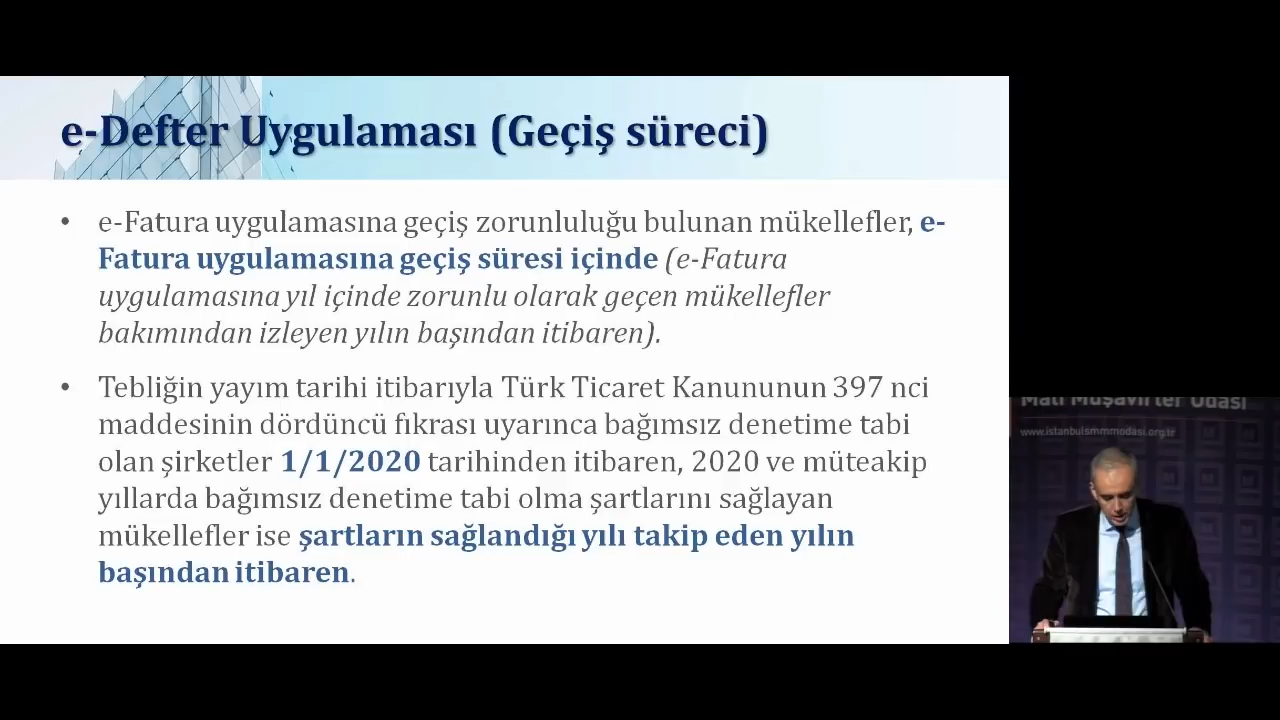 e-Defter Uygulaması (Geçiş süreci)
• e-Fatura uygulamasına geçiş zorunluluğu bulunan mükellefler, e-
Fatura uygulamasına geçiş süresi içinde (e-Fatura
uygulamasına yıl içinde zorunlu olarak geçen mükellefler
bakımından izleyen yılın başından itibaren).
• Tebliğin yayım tarihi itibarıyla Türk Ticaret Kanununun 397 nci
maddesinin dördüncü fıkrası uyarınca bağımsız denetime tabi
olan şirketler 1/1/2020 tarihinden itibaren, 2020 ve müteakip
yıllarda bağımsız denetime tabi olma şartlarını sağlayan
mükellefler ise şartların sağlandığı yılı takip eden yılın
başından itibaren.
Mali Müşavirler Odası
www.istanbulsmmmodasi.org.tr